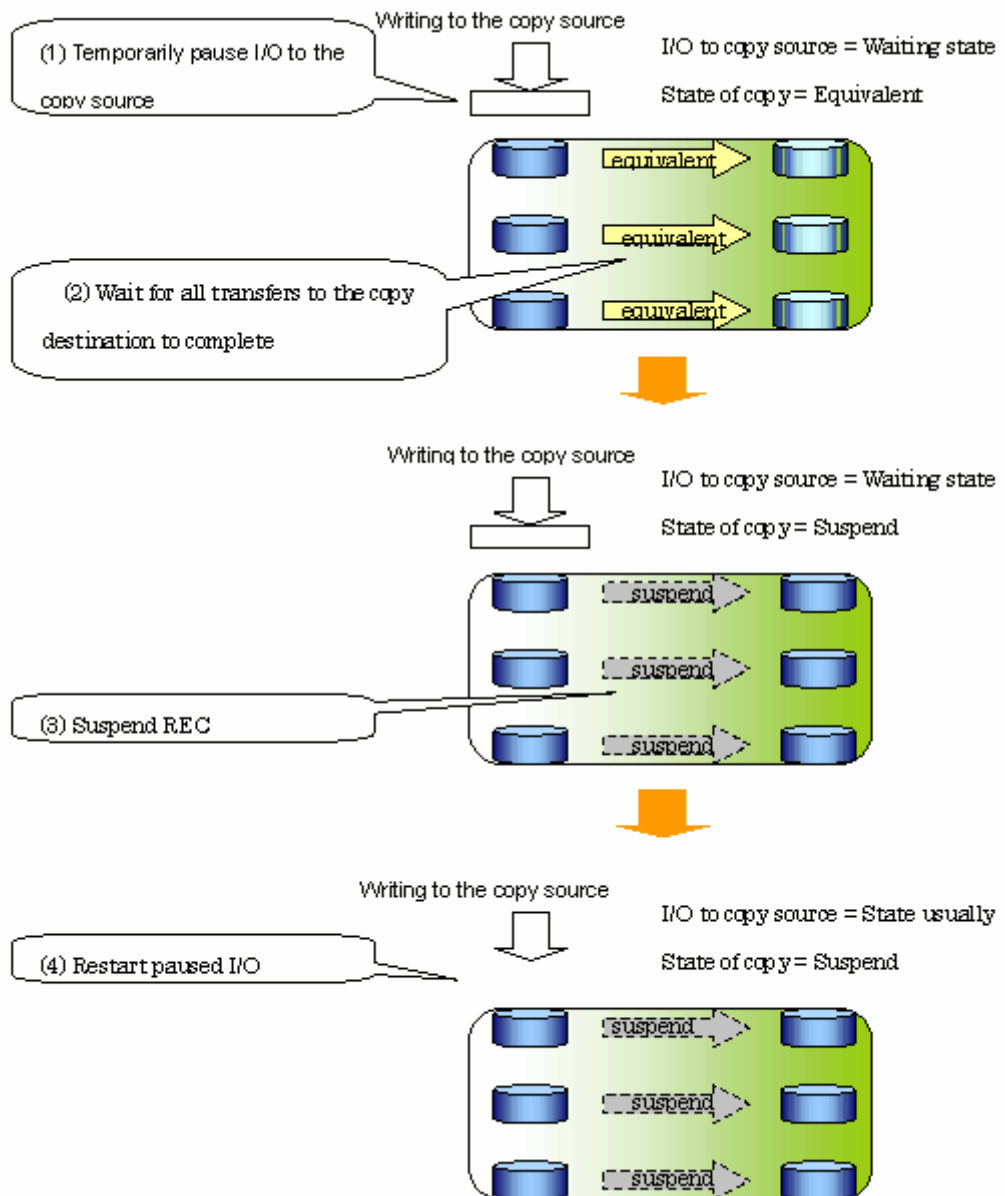 Writing to the copy source
(1) Temporarily pause I/O to the
copy source
I/O to copy source = Waiting state
State of copy = Equivalent
equivalent
equivalent
equivalent
(2) Wait for all transfers to the copy
destination to complete
Writing to the copy source
I/O to copy source = Waiting state
State of copy = Suspend
suspend
suspend
suspend
(3) Suspend REC
Writing to the copy source
I/O to copy source = State usually
State of copy = Suspend
(4) Restart paused I/O
suspend
suspend
suspend